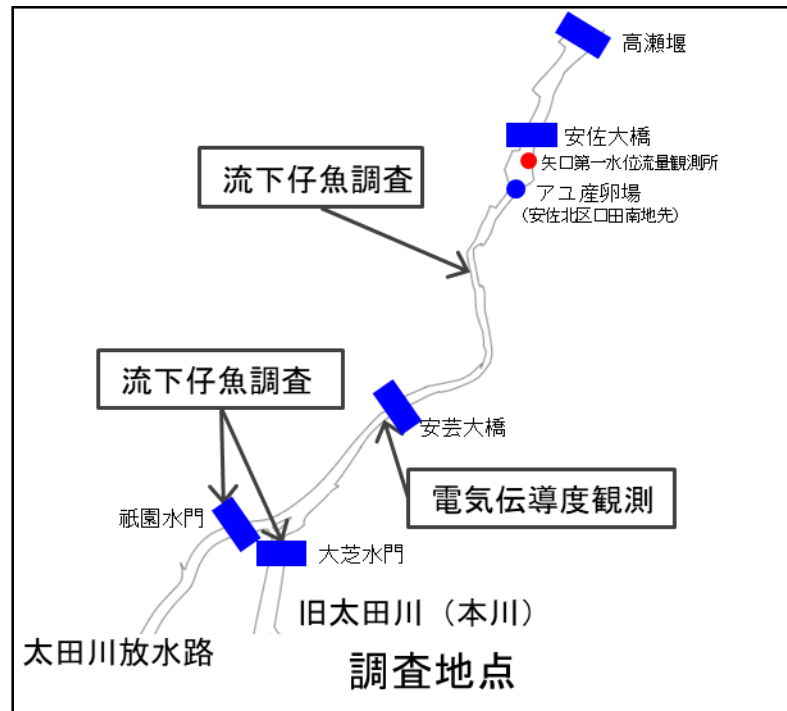 高瀬堰
安佐大橋
矢口第一水位流量観測所
アユ産卵場
(安佐北区口田南地先)
流下仔魚調査
流下仔魚調査
安芸大橋
電気伝導度観測
祇園水門
大芝水門
旧太田川（本川）
太田川放水路
調査地点